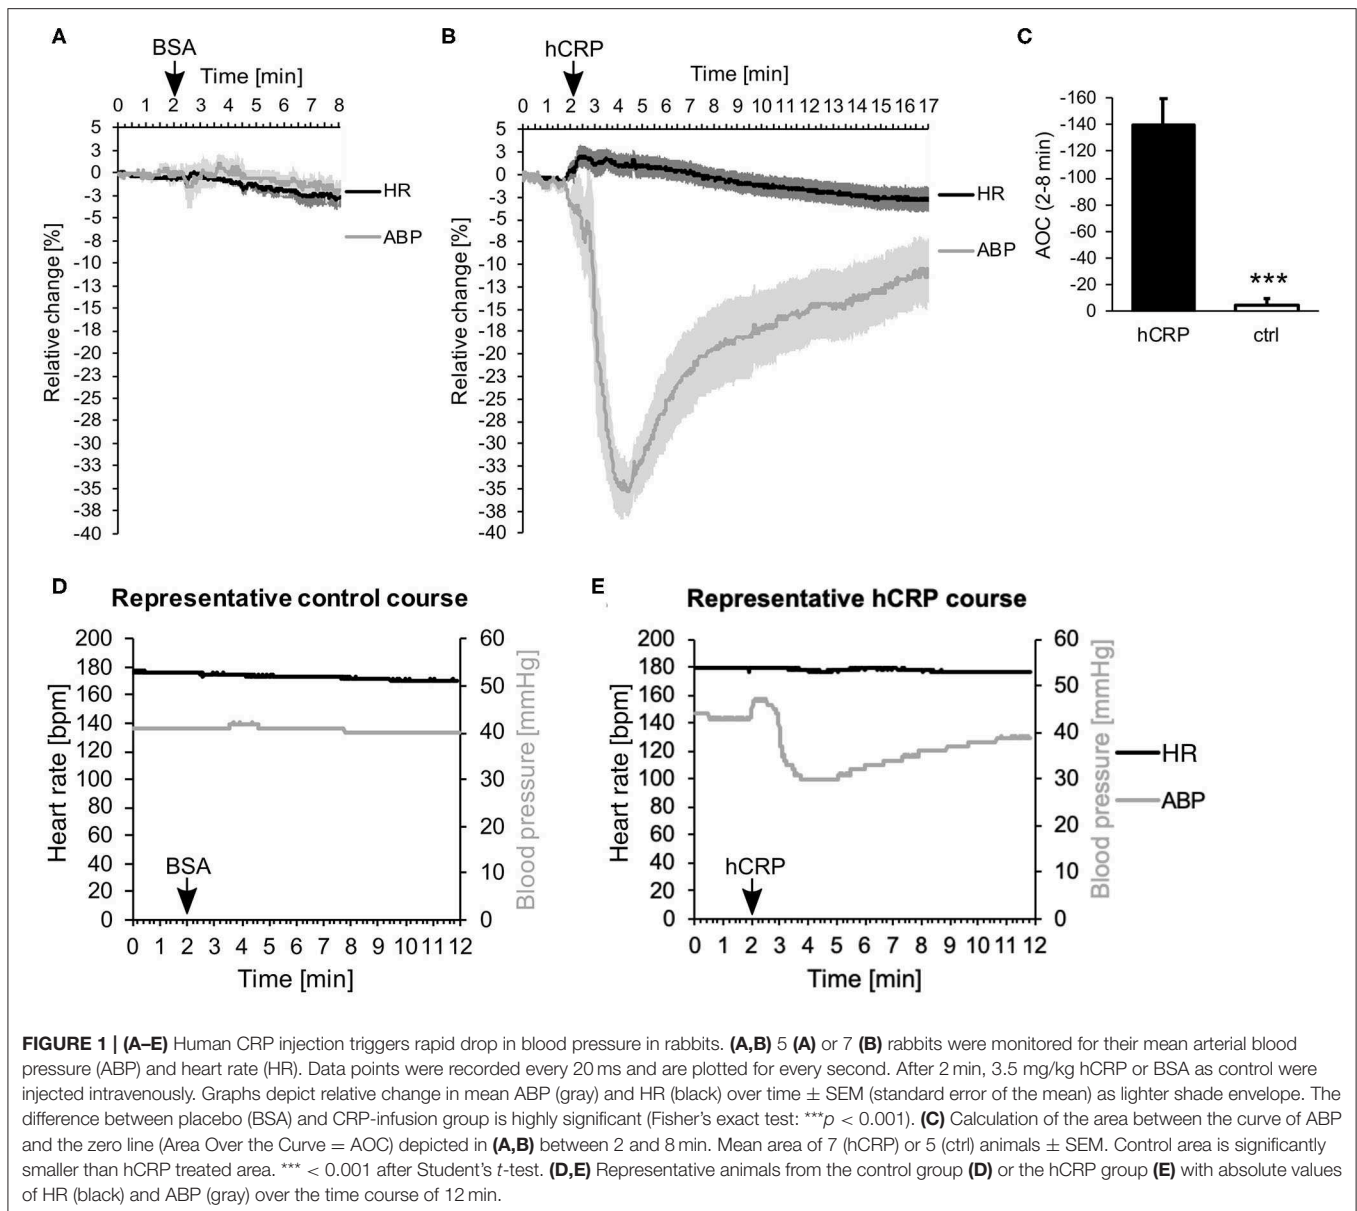 A
BSA
Time [min]
0 1 2 3 4 5 6 7 8
5
3
0
-3
-5
-8
-10
-13
-15
-18
-20
-23
-25
-28
-30
-33
-35
-38
-40
Relative change [%]
HR
ABP
B
hCRP
Time [min]
0 1 2 3 4 5 6 7 8 9 10 11 12 13 14 15 16 17
5
3
0
-3
-5
-8
-10
-13
-15
-18
-20
-23
-25
-28
-30
-33
-35
-38
-40
Relative change [%]
HR
ABP
C
-160
-140
-120
-100
-80
-60
-40
-20
0
AOC (2-8 min)
***
hCRP ctrl
D
Representative control course
200
180
160
140
120
100
80
60
40
20
0
Heart rate [bpm]
60
50
40
30
20
10
0
Blood pressure [mmHg]
BSA
0 1 2 3 4 5 6 7 8 9 10 11 12
Time [min]
E
Representative hCRP course
200
180
160
140
120
100
80
60
40
20
0
Heart rate [bpm]
60
50
40
30
20
10
0
Blood pressure [mmHg]
hCRP
0 1 2 3 4 5 6 7 8 9 10 11 12
Time [min]
HR
ABP
FIGURE 1 | (A–E) Human CRP injection triggers rapid drop in blood pressure in rabbits. (A,B) 5 (A) or 7 (B) rabbits were monitored for their mean arterial blood
pressure (ABP) and heart rate (HR). Data points were recorded every 20 ms and are plotted for every second. After 2 min, 3.5 mg/kg hCRP or BSA as control were
injected intravenously. Graphs depict relative change in mean ABP (gray) and HR (black) over time ± SEM (standard error of the mean) as lighter shade envelope. The
difference between placebo (BSA) and CRP-infusion group is highly significant (Fisher's exact test: ***p < 0.001). (C) Calculation of the area between the curve of ABP
and the zero line (Area Over the Curve = AOC) depicted in (A,B) between 2 and 8 min. Mean area of 7 (hCRP) or 5 (ctrl) animals ± SEM. Control area is significantly
smaller than hCRP treated area. *** < 0.001 after Student's t-test. (D,E) Representative animals from the control group (D) or the hCRP group (E) with absolute values
of HR (black) and ABP (gray) over the time course of 12 min.